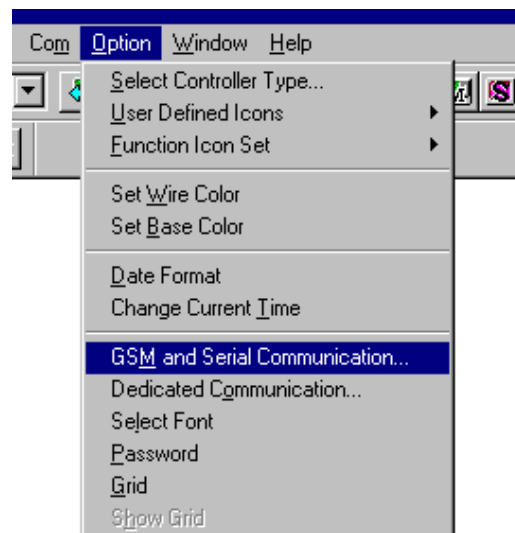 Com Option Window Help
Select Controller Type...
User Defined Icons
Function Icon Set
Set Wire Color
Set Base Color
Date Format
Change Current Time
GSM and Serial Communication...
Dedicated Communication...
Select Font
Password
Grid
Show Grid